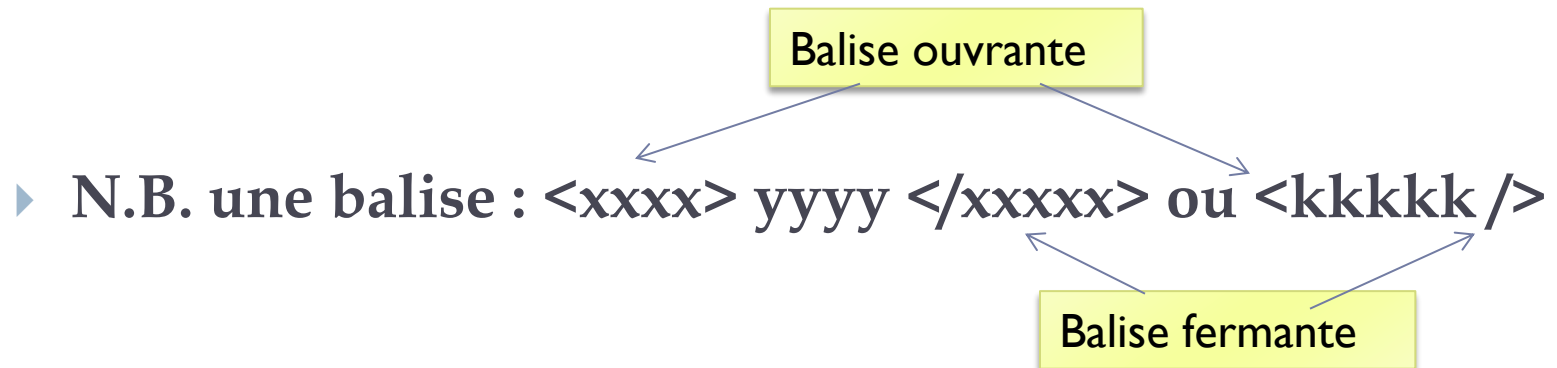 Balise ouvrante
N.B. une balise : <xxxx> yyyy </xxxxx> ou <kkkkk />
Balise fermante